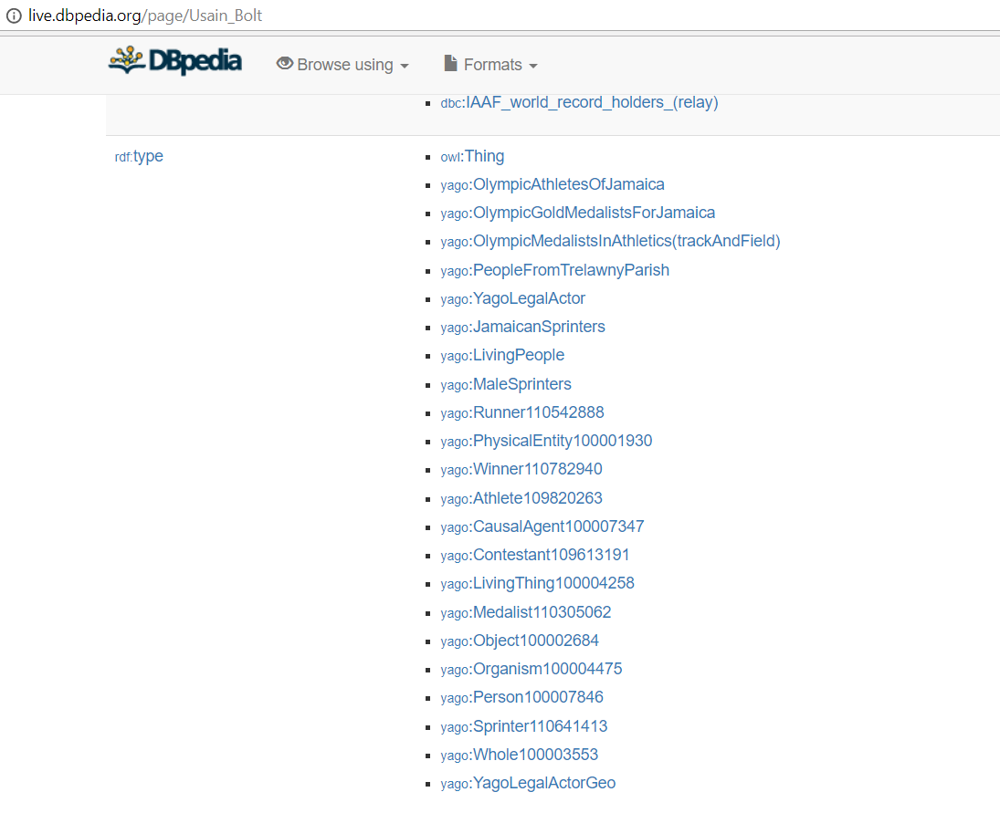 live.dbpedia.org/page/Usain_Bolt
DBpedia Browse using Formats
dbc:IAAF_world_record_holders_(relay)
rdf:type owl:Thing
yago:OlympicAthletesOfJamaica
yago:OlympicGoldMedalistsForJamaica
yago:OlympicMedalistsInAthletics(trackAndField)
yago:PeopleFromTrelawnyParish
yago:YagoLegalActor
yago:JamaicanSprinters
yago:LivingPeople
yago:MaleSprinters
yago:Runner110542888
yago:PhysicalEntity100001930
yago:Winner110782940
yago:Athlete109820263
yago:CausalAgent100007347
yago:Contestant109613191
yago:LivingThing100004258
yago:Medalist110305062
yago:Object100002684
yago:Organism100004475
yago:Person100007846
yago:Sprinter110641413
yago:Whole100003553
yago:YagoLegalActorGeo